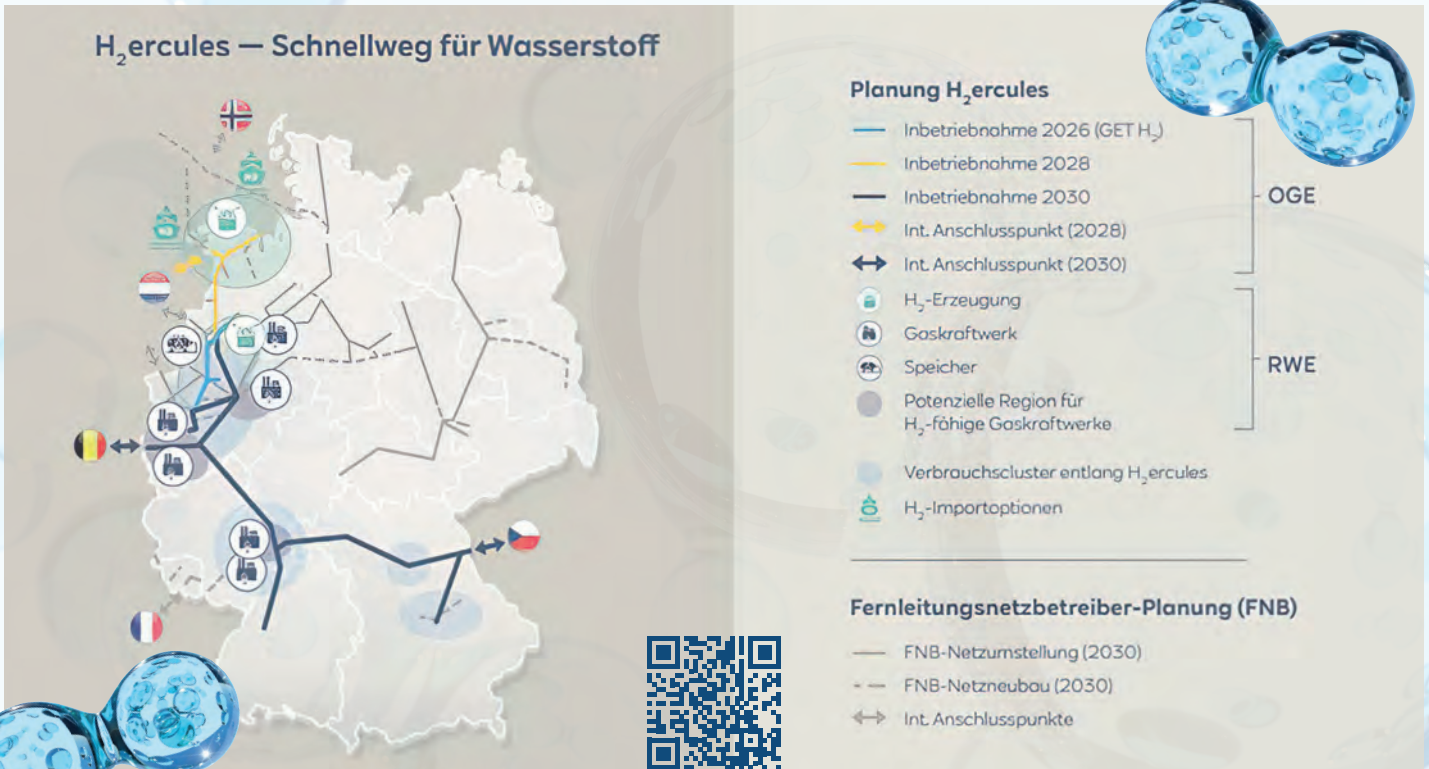 H₂ercules — Schnellweg für Wasserstoff
Planung H₂ercules
Inbetriebnahme 2026 (GET H₂)
Inbetriebnahme 2028
Inbetriebnahme 2030
Int. Anschlusspunkt (2028)
Int. Anschlusspunkt (2030)
OGE
H₂-Erzeugung
Gaskraftwerk
Speicher
Potenzielle Region für
H₂-fähige Gaskraftwerke
RWE
Verbrauchscluster entlang H₂ercules
H₂-Importoptionen
Fernleitungsnetzbetreiber-Planung (FNB)
FNB-Netzumstellung (2030)
FNB-Netzneubau (2030)
Int. Anschlusspunkte